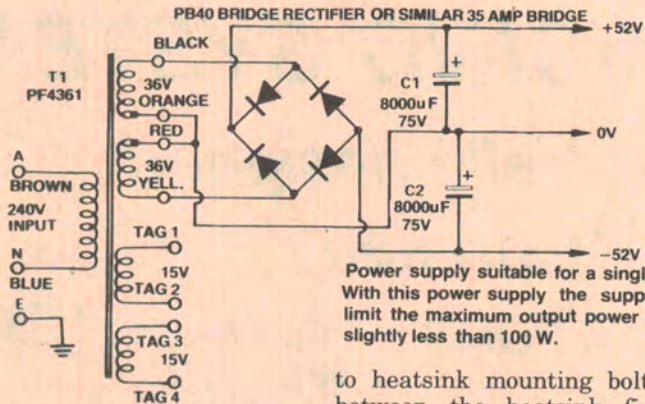 PB40 BRIDGE RECTIFIER OR SIMILAR 35 AMP BRIDGE
+52V
BLACK
T1
PF4361
36V
ORANGE
RED
36V
YELL.
A
BROWN
240V
INPUT
N
BLUE
E
TAG 1
15V
TAG 2
TAG 3
15V
TAG 4
+
C1
8000uF
75V
0V
+
C2
8000uF
75V
−52V
Power supply suitable for a singl
With this power supply the supp
limit the maximum output power
slightly less than 100 W.
to heatsink mounting bolt